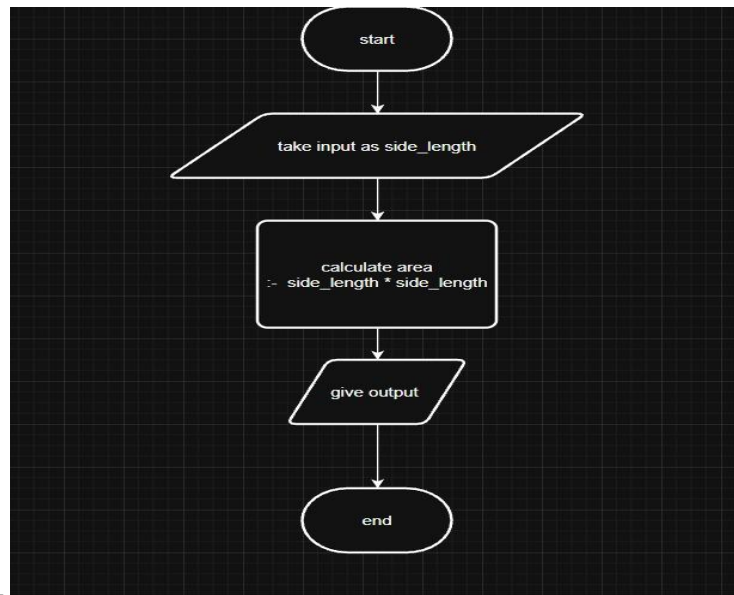 start
take input as side_length
calculate area
:- side_length * side_length
give output
end